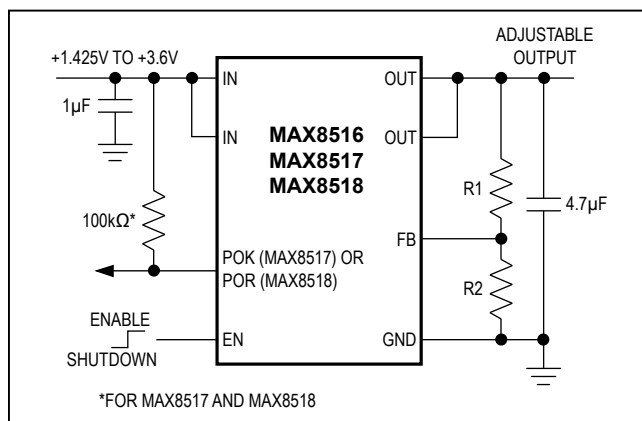 +1.425V TO +3.6V
ADJUSTABLE
OUTPUT
IN
OUT
1µF
IN
OUT
MAX8516
MAX8517
MAX8518
R1
4.7µF
100kΩ*
FB
POK (MAX8517) OR
POR (MAX8518)
R2
ENABLE
SHUTDOWN
EN
GND
*FOR MAX8517 AND MAX8518